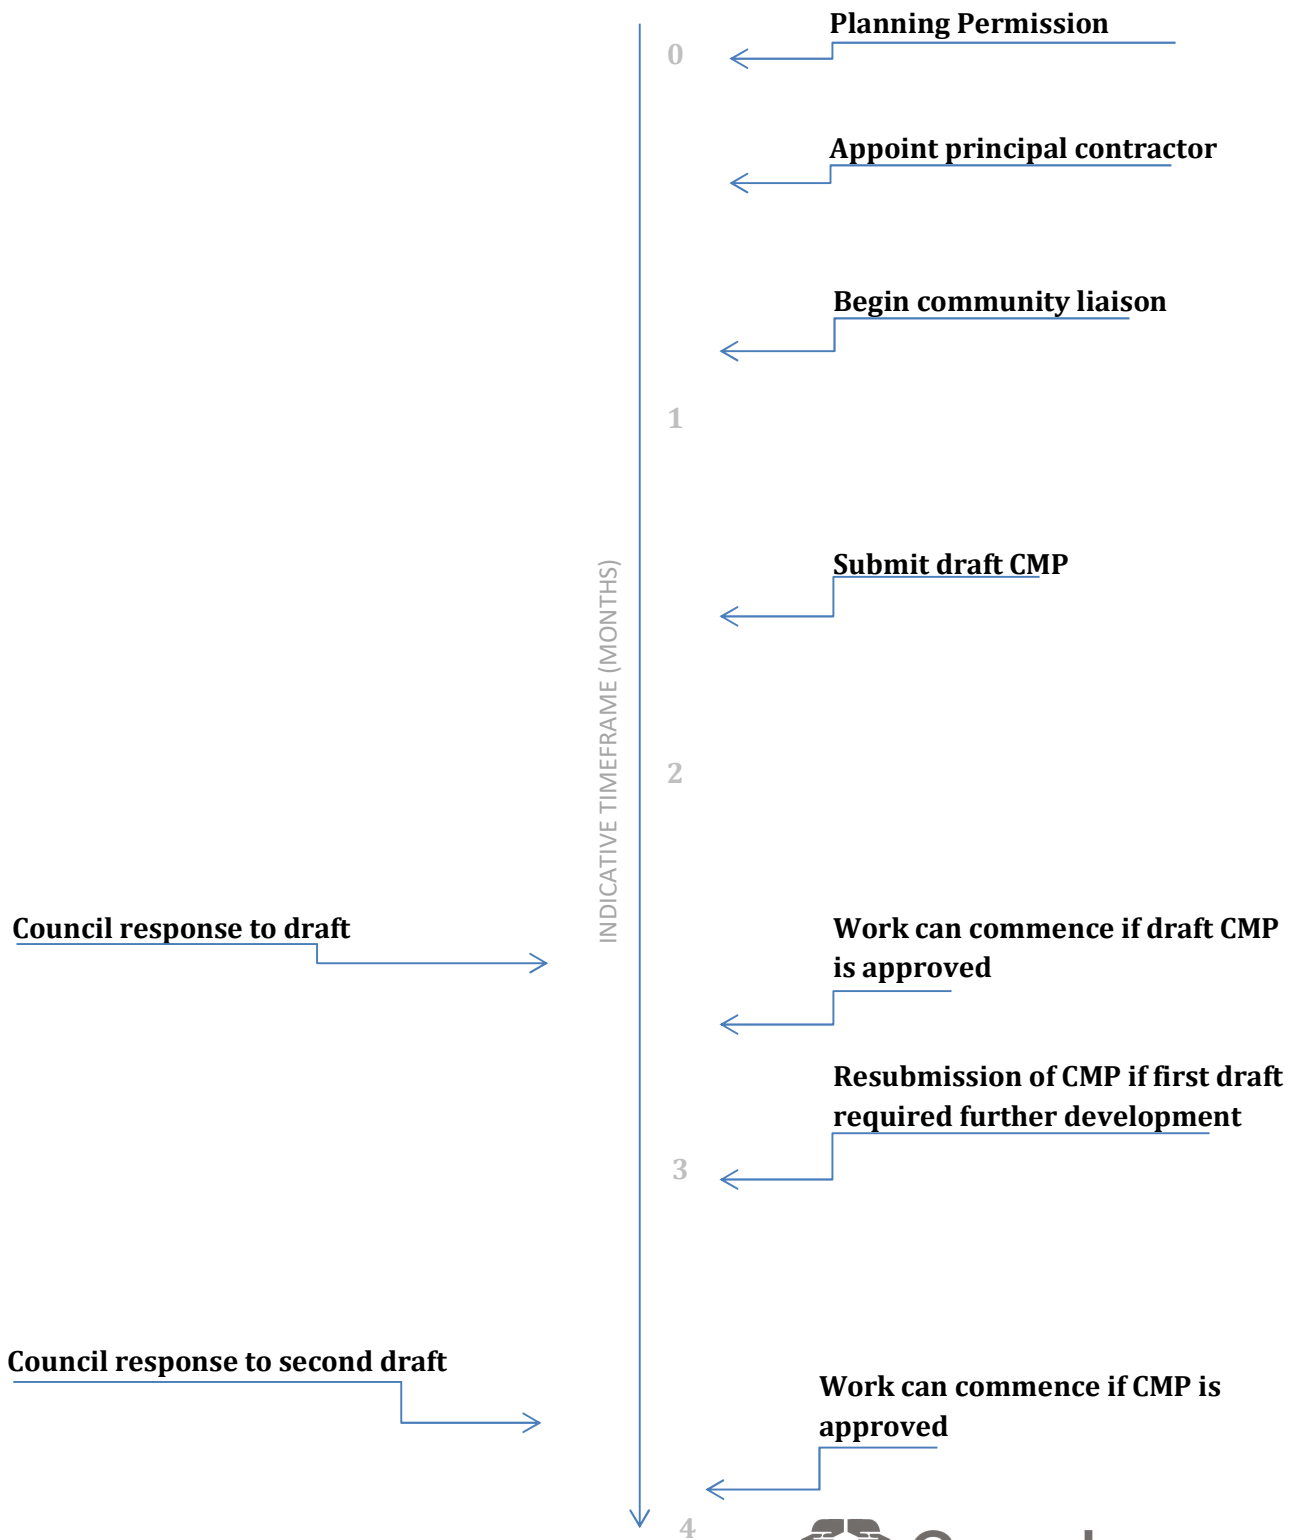 Planning Permission
0
Appoint principal contractor
Begin community liaison
1
Submit draft CMP
INDICATIVE TIMEFRAME (MONTHS)
2
Council response to draft
Work can commence if draft CMP
is approved
Resubmission of CMP if first draft
required further development
3
Council response to second draft
Work can commence if CMP is
approved
4